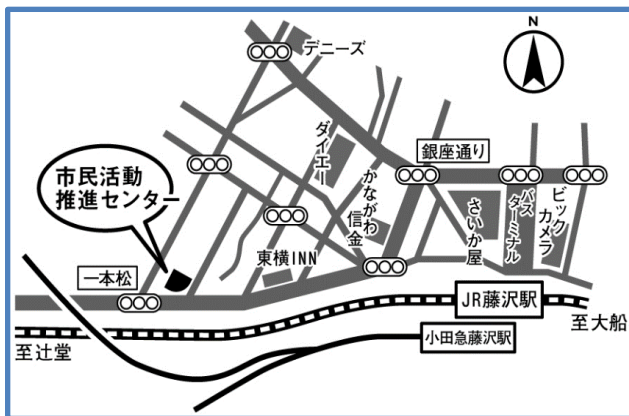 N
デニーズ
ダイエー
銀座通り
市民活動
推進センター
かながわ
信金
さいか屋
バス
ターミナル
ビック
カメラ
東横INN
一本松
JR藤沢駅
至大船
小田急藤沢駅
至辻堂